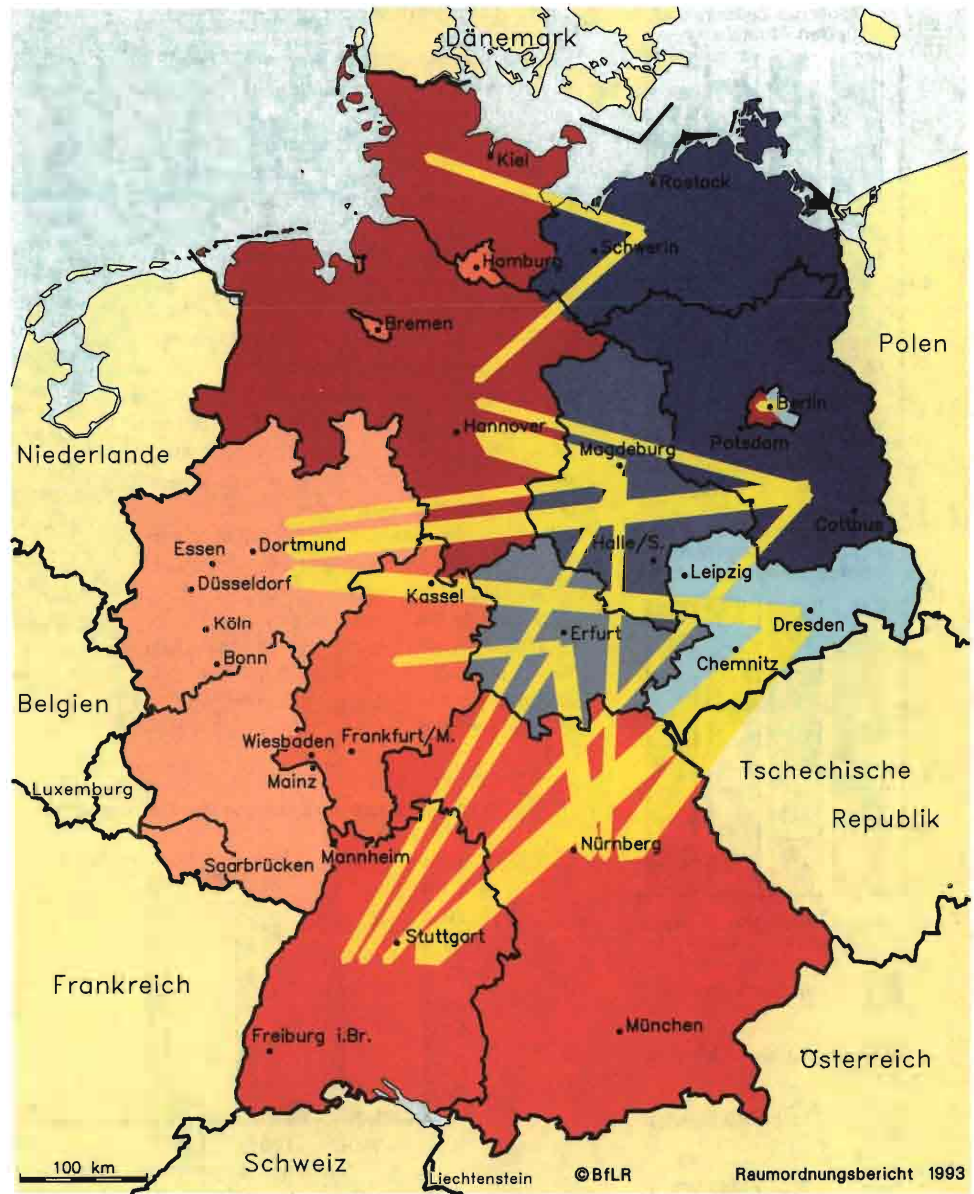 Dänemark
Kiel
Rostock
Schwerin
Hamburg
Bremen
Polen
Berlin
Potsdam
Hannover
Niederlande
Magdeburg
Cottbus
Essen
Dortmund
Halle/S.
Leipzig
Düsseldorf
Kassel
Dresden
Köln
Erfurt
Chemnitz
Bonn
Belgien
Wiesbaden
Frankfurt/M.
Mainz
Luxemburg
Tschechische
Republik
Saarbrücken
Mannheim
Nürnberg
Stuttgart
Frankreich
München
Freiburg i.Br.
Österreich
100 km
Schweiz
Liechtenstein
©BfLR
Raumordnungsbericht 1993